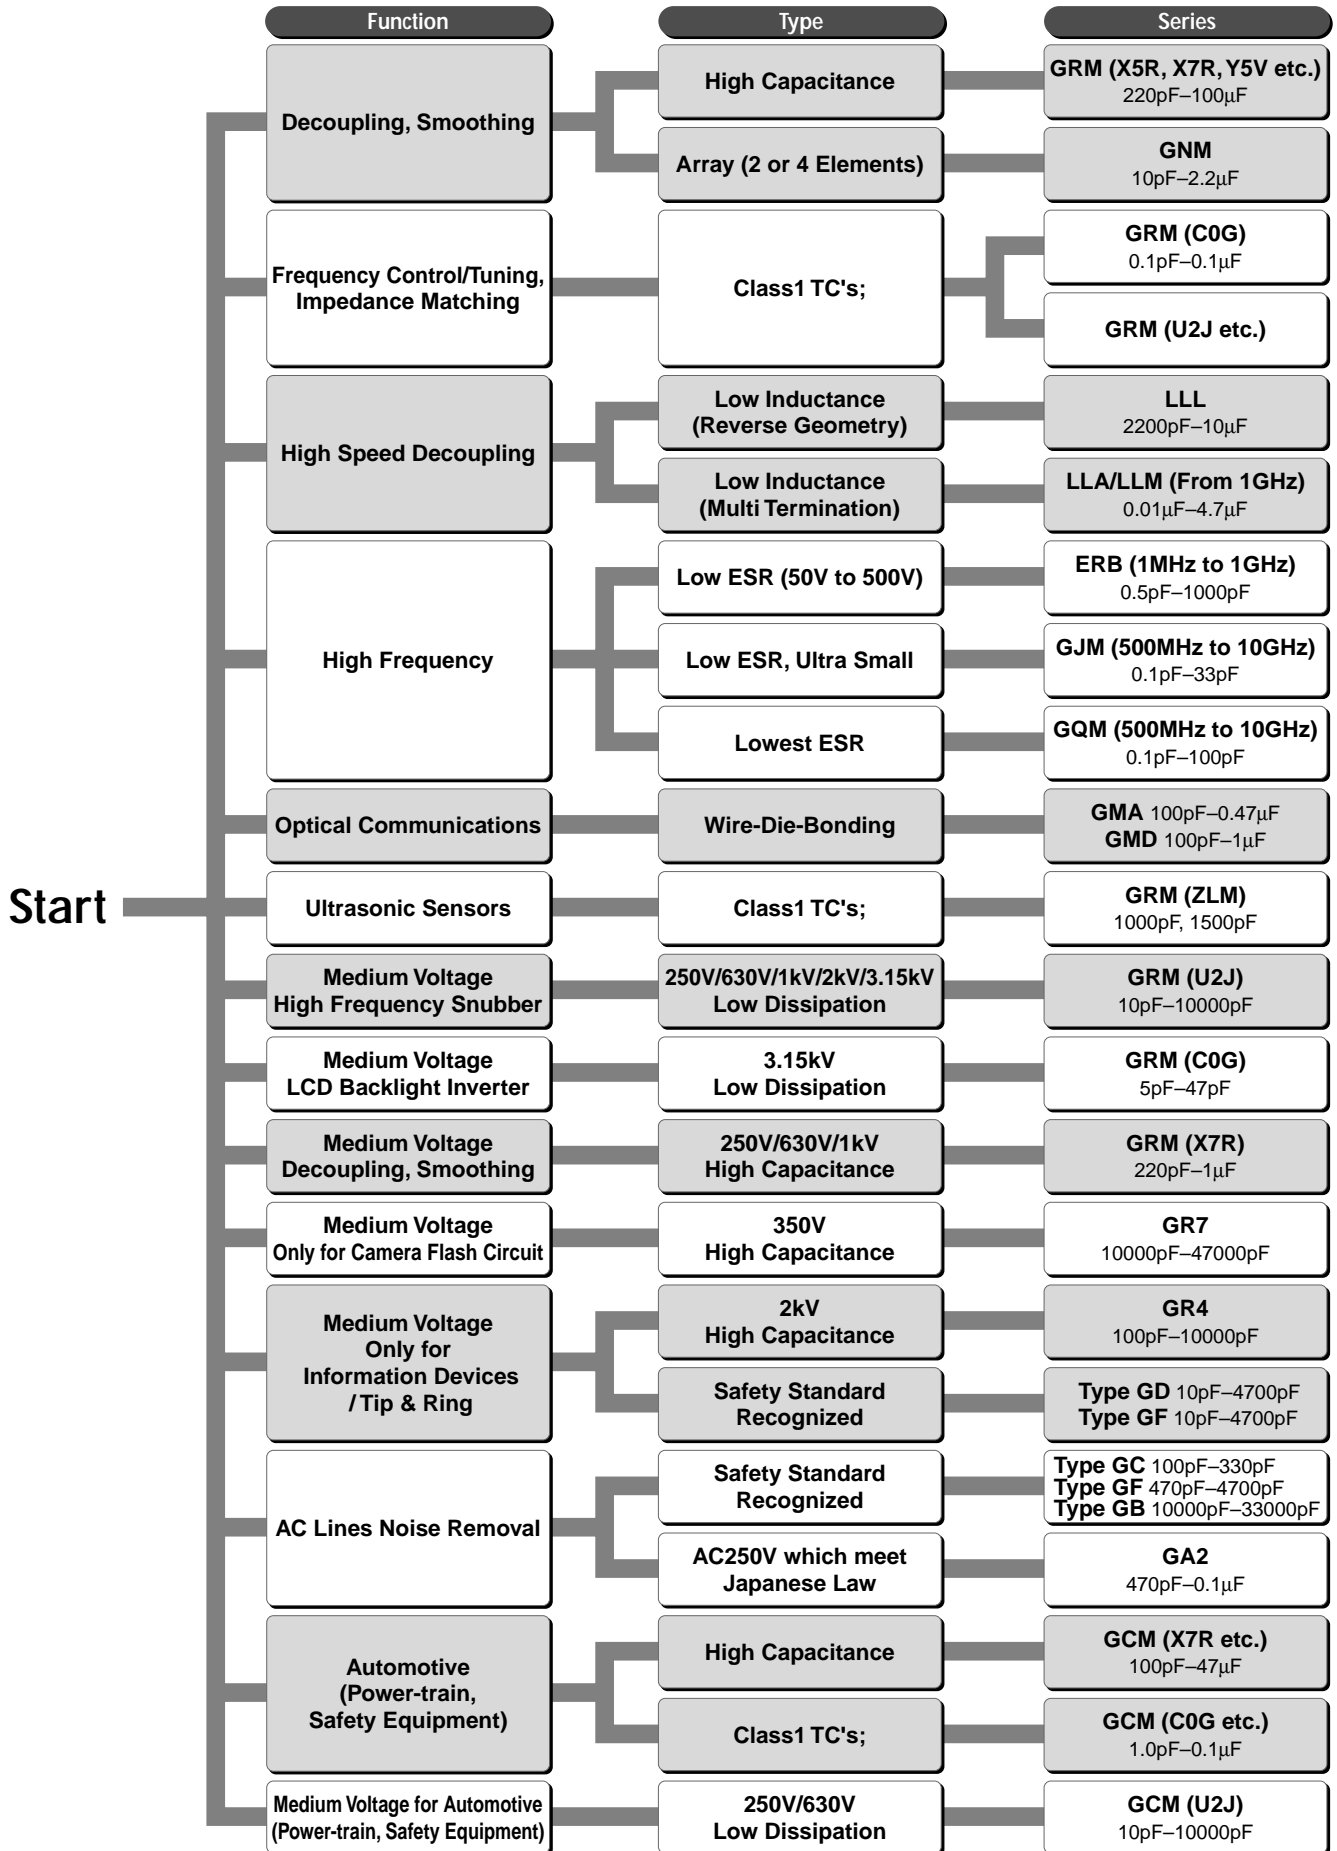 Function
Type
Series
Start
Decoupling, Smoothing
High Capacitance
GRM (X5R, X7R, Y5V etc.)
220pF–100µF
Array (2 or 4 Elements)
GNM
10pF–2.2µF
Frequency Control/Tuning,
Impedance Matching
Class1 TC's;
GRM (C0G)
0.1pF–0.1µF
GRM (U2J etc.)
High Speed Decoupling
Low Inductance
(Reverse Geometry)
LLL
2200pF–10µF
Low Inductance
(Multi Termination)
LLA/LLM (From 1GHz)
0.01µF–4.7µF
High Frequency
Low ESR (50V to 500V)
ERB (1MHz to 1GHz)
0.5pF–1000pF
Low ESR, Ultra Small
GJM (500MHz to 10GHz)
0.1pF–33pF
Lowest ESR
GQM (500MHz to 10GHz)
0.1pF–100pF
Optical Communications
Wire-Die-Bonding
GMA 100pF–0.47µF
GMD 100pF–1µF
Ultrasonic Sensors
Class1 TC's;
GRM (ZLM)
1000pF, 1500pF
Medium Voltage
High Frequency Snubber
250V/630V/1kV/2kV/3.15kV
Low Dissipation
GRM (U2J)
10pF–10000pF
Medium Voltage
LCD Backlight Inverter
3.15kV
Low Dissipation
GRM (C0G)
5pF–47pF
Medium Voltage
Decoupling, Smoothing
250V/630V/1kV
High Capacitance
GRM (X7R)
220pF–1µF
Medium Voltage
Only for Camera Flash Circuit
350V
High Capacitance
GR7
10000pF–47000pF
Medium Voltage
Only for
Information Devices
/ Tip & Ring
2kV
High Capacitance
GR4
100pF–10000pF
Safety Standard
Recognized
Type GD 10pF–4700pF
Type GF 10pF–4700pF
AC Lines Noise Removal
Safety Standard
Recognized
Type GC 100pF–330pF
Type GF 470pF–4700pF
Type GB 10000pF–33000pF
AC250V which meet
Japanese Law
GA2
470pF–0.1µF
Automotive
(Power-train,
Safety Equipment)
High Capacitance
GCM (X7R etc.)
100pF–47µF
Class1 TC's;
GCM (C0G etc.)
1.0pF–0.1µF
Medium Voltage for Automotive
(Power-train, Safety Equipment)
250V/630V
Low Dissipation
GCM (U2J)
10pF–10000pF